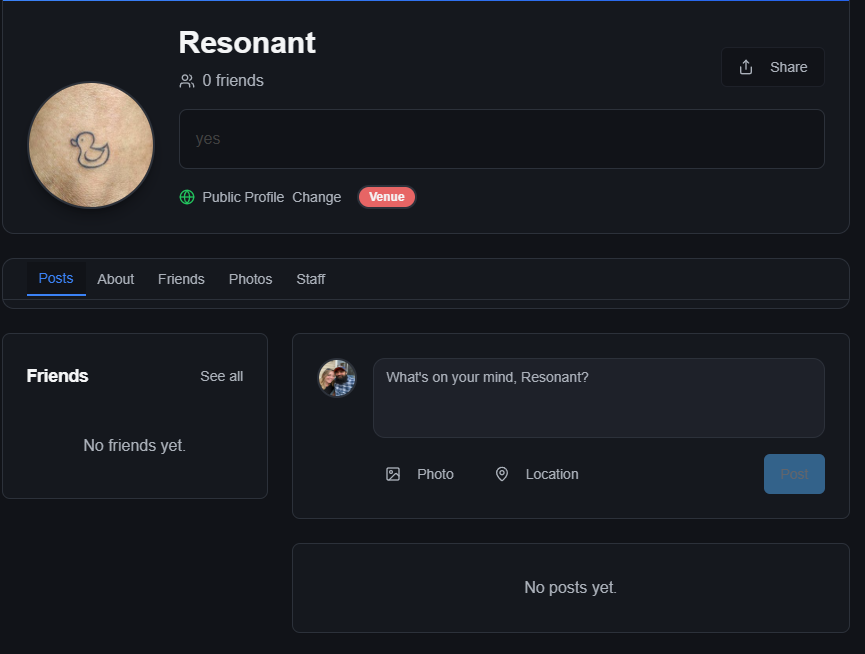 Resonant
0 friends
Share
yes
Public Profile Change Venue
Posts About Friends Photos Staff
Friends See all
No friends yet.
What's on your mind, Resonant?
Photo Location Post
No posts yet.